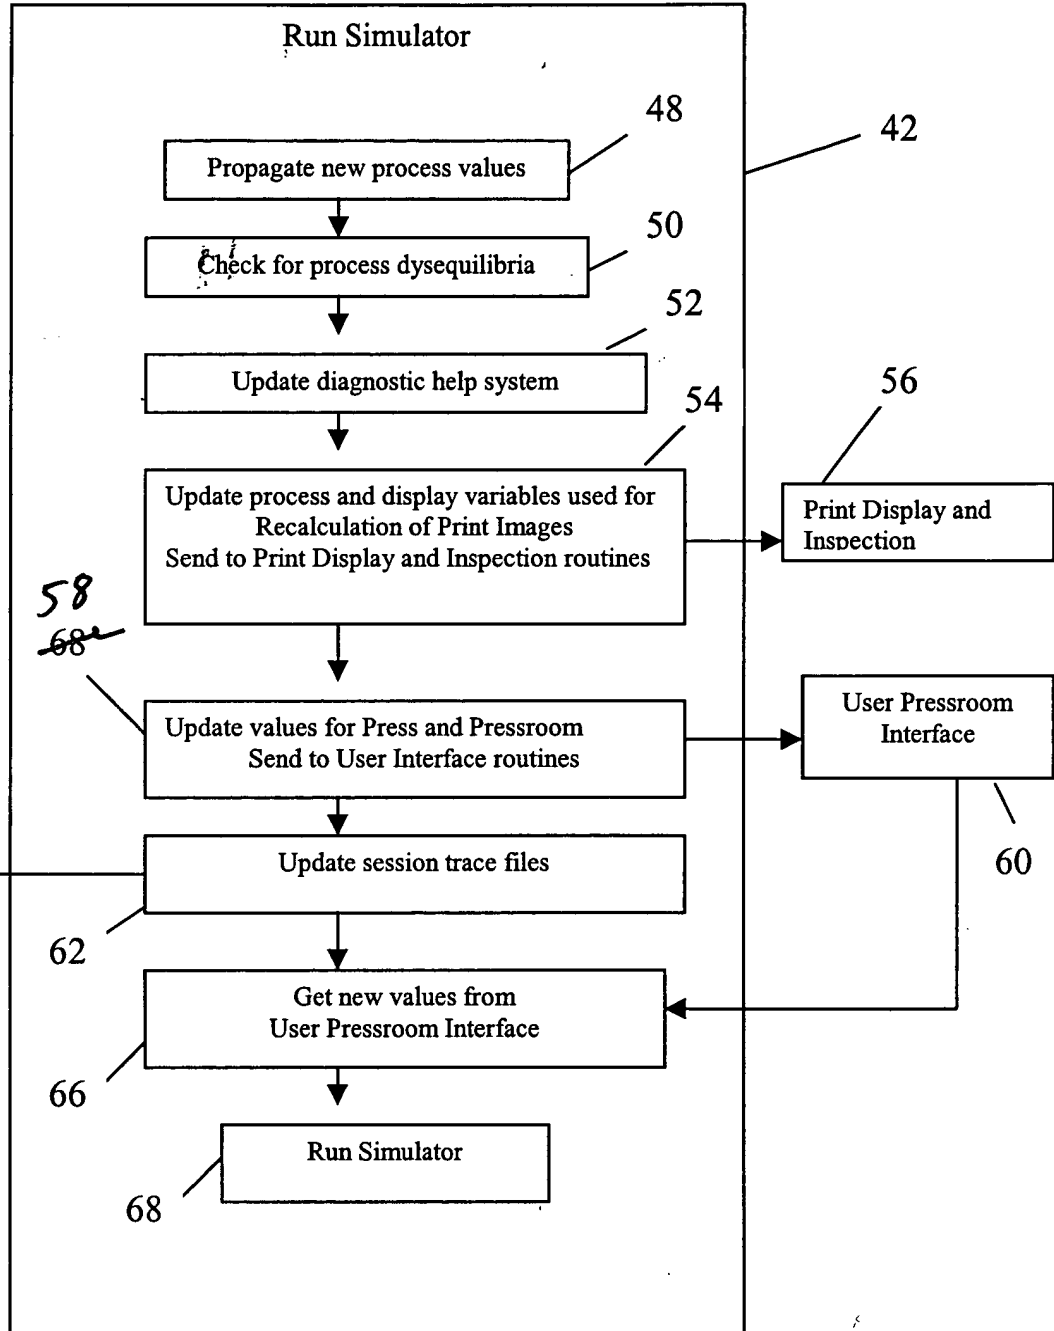 Run Simulator
48
42
Propagate new process values
50
Check for process dysequilibria
52
Update diagnostic help system
54
56
Update process and display variables used for
Recalculation of Print Images
Send to Print Display and Inspection routines
Print Display and
Inspection
58
68
Update values for Press and Pressroom
Send to User Interface routines
User Pressroom
Interface
Update session trace files
60
62
Get new values from
User Pressroom Interface
66
Run Simulator
68